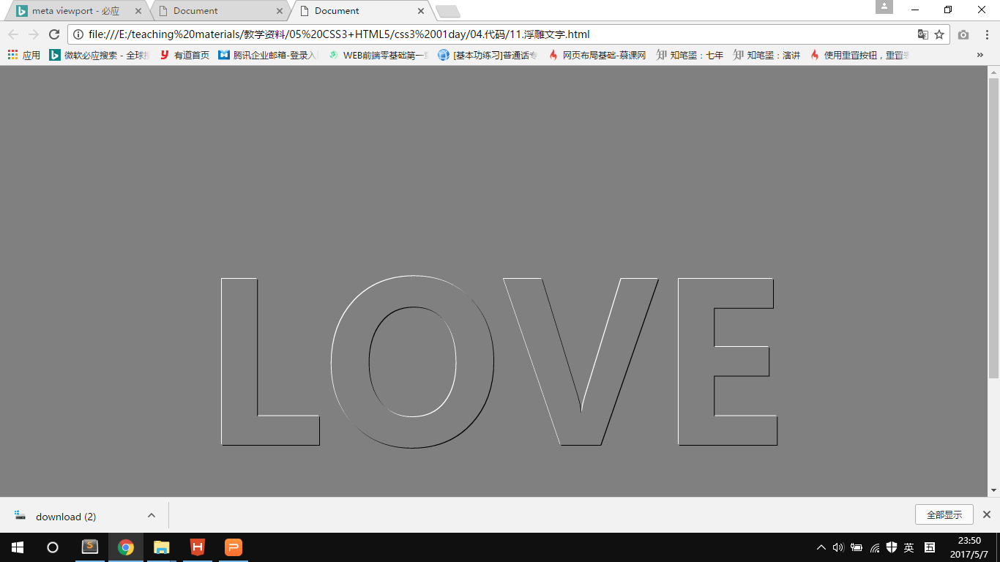 meta viewport - 必应
Document
Document
file:///E:/teaching%20materials/教学资料/05%20CSS3+HTML5/css3%2001day/04.代码/11.浮雕文字.html
应用
微软必应搜索 - 全球
有道首页
腾讯企业邮箱-登录入
WEB前端零基础第一
[基本功练习]普通话专
网页布局基础-慕课网
知 知笔墨：七年
知 知笔墨：演讲
使用重置按钮，重置
LOVE
download (2)
全部显示
英
23:50
2017/5/7